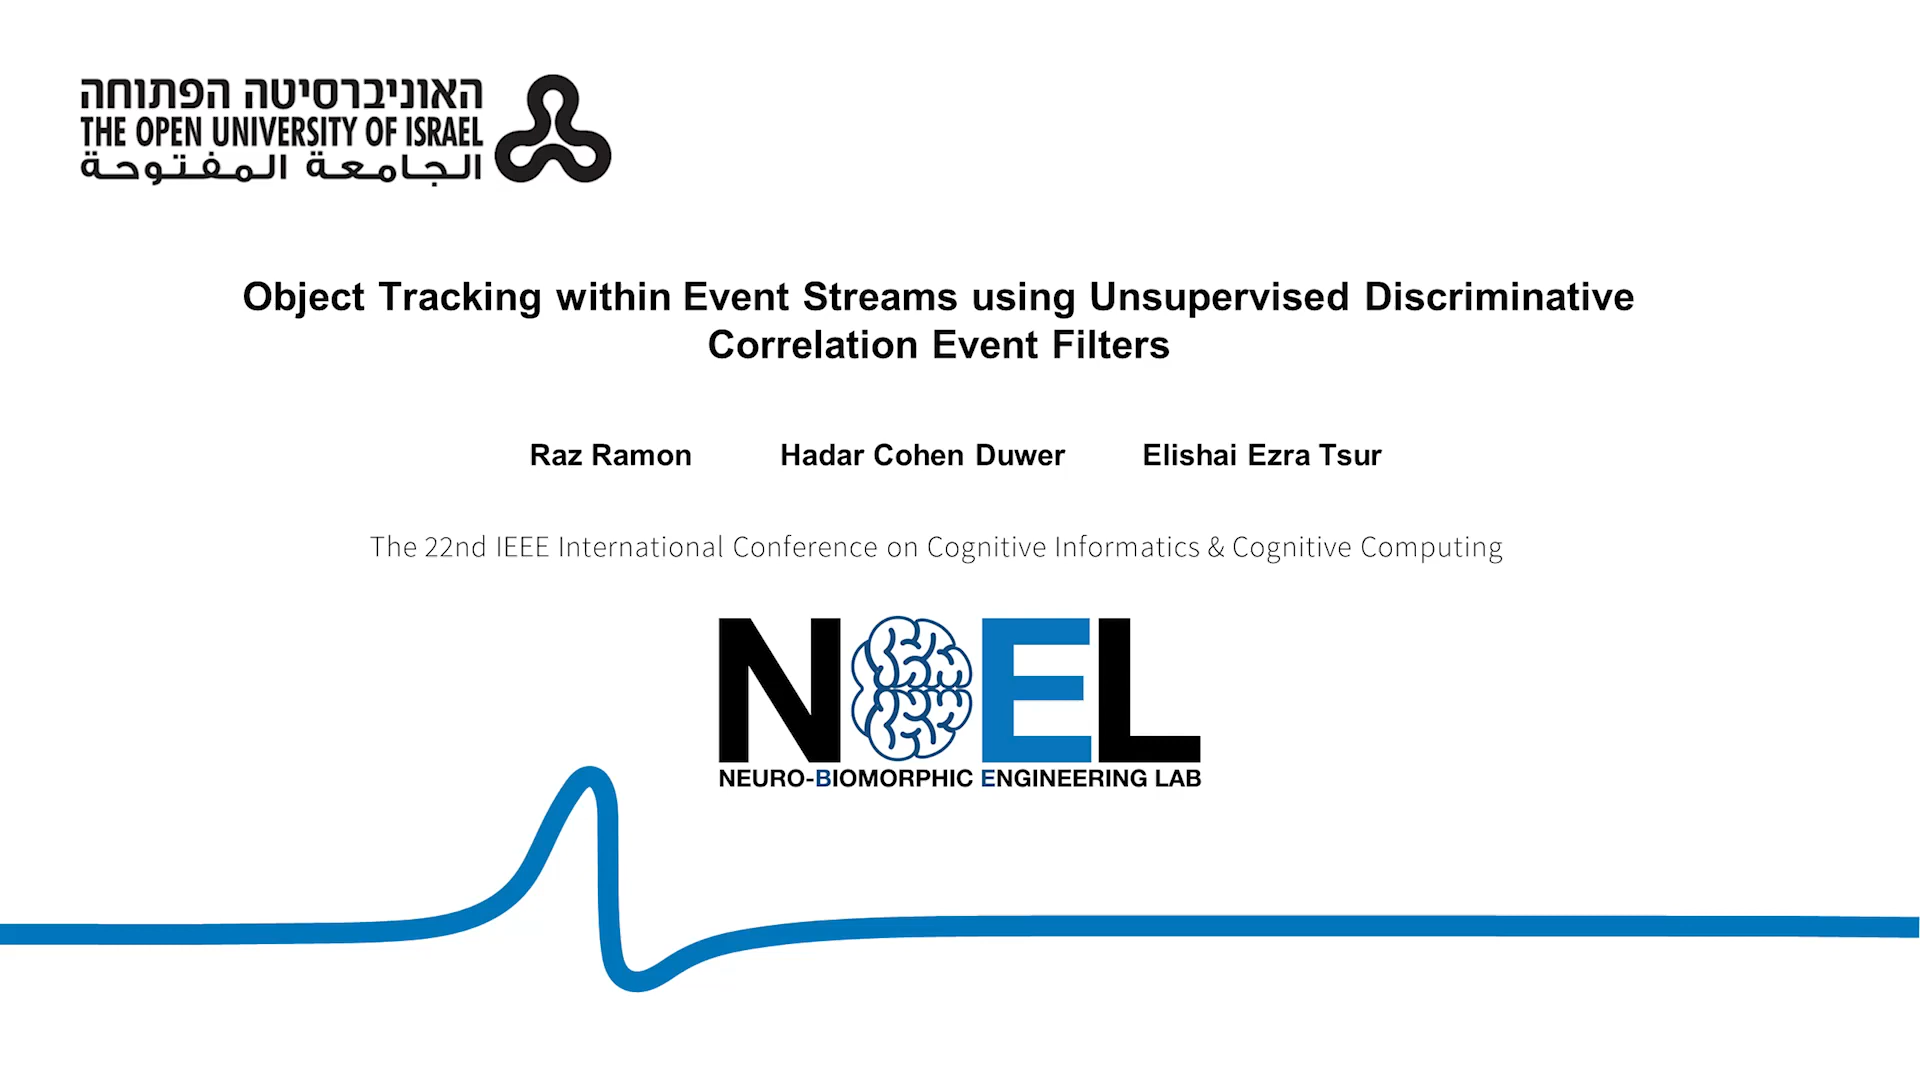 האוניברסיטה הפתוחה
THE OPEN UNIVERSITY OF ISRAEL
الجامعة المفتوحة
Object Tracking within Event Streams using Unsupervised Discriminative
Correlation Event Filters
Raz Ramon Hadar Cohen Duwer Elishai Ezra Tsur
The 22nd IEEE International Conference on Cognitive Informatics & Cognitive Computing
NBEL
NEURO-BIOMORPHIC ENGINEERING LAB